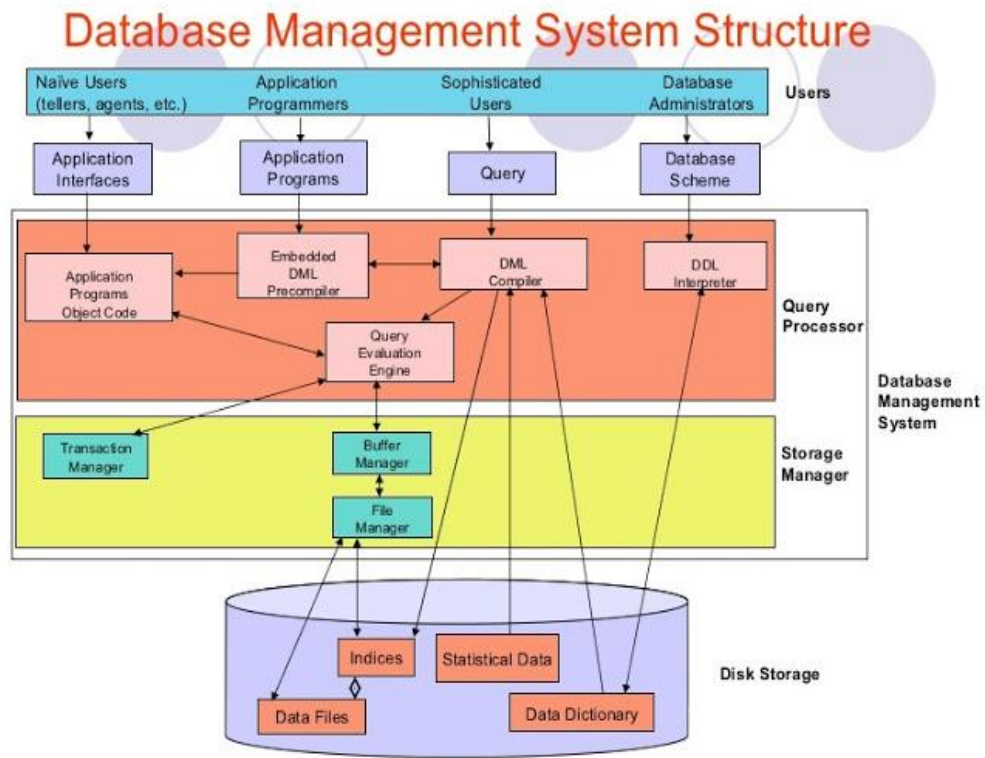 Database Management System Structure
Naïve Users
(tellers, agents, etc.)
Application
Programmers
Sophisticated
Users
Database
Administrators
Users
Application
Interfaces
Application
Programs
Query
Database
Scheme
Application
Programs
Object Code
Embedded
DML
Precompiler
DML
Compiler
DDL
Interpreter
Query
Evaluation
Engine
Query
Processor
Database
Management
System
Transaction
Manager
Buffer
Manager
File
Manager
Storage
Manager
Indices
Statistical Data
Data Files
Data Dictionary
Disk Storage